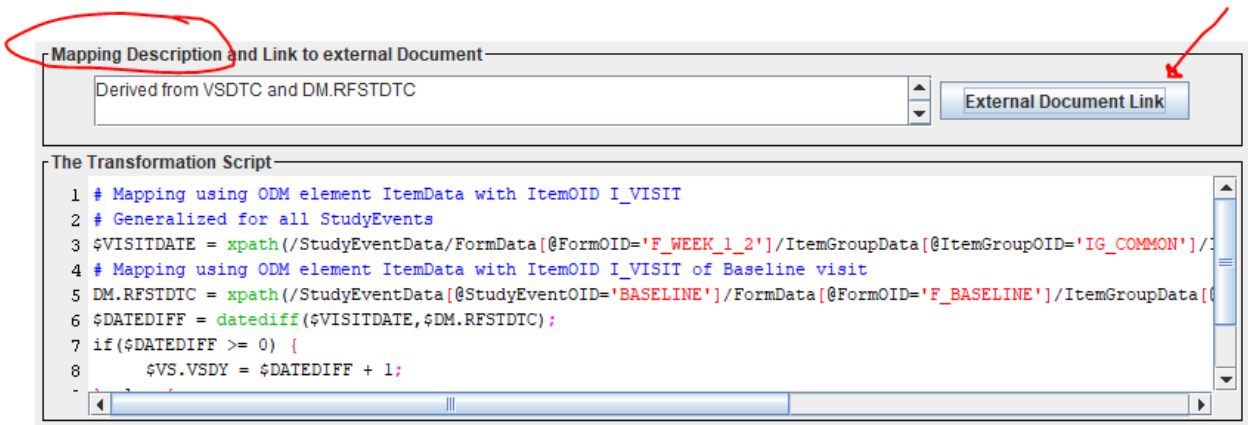 Mapping Description and Link to external Document
Derived from VSDTC and DM.RFSTDTC
External Document Link
The Transformation Script
1 # Mapping using ODM element ItemData with ItemOID I_VISIT
2 # Generalized for all StudyEvents
3 $VISITDATE = xpath(/StudyEventData/FormData[@FormOID='F_WEEK_1_2']/ItemGroupData[@ItemGroupOID='IG_COMMON']/
4 # Mapping using ODM element ItemData with ItemOID I_VISIT of Baseline visit
5 DM.RFSTDTC = xpath(/StudyEventData[@StudyEventOID='BASELINE']/FormData[@FormOID='F_BASELINE']/ItemGroupData[
6 $DATEDIFF = datediff($VISITDATE,$DM.RFSTDTC);
7 if($DATEDIFF >= 0) {
8 $VS.VSDY = $DATEDIFF + 1;